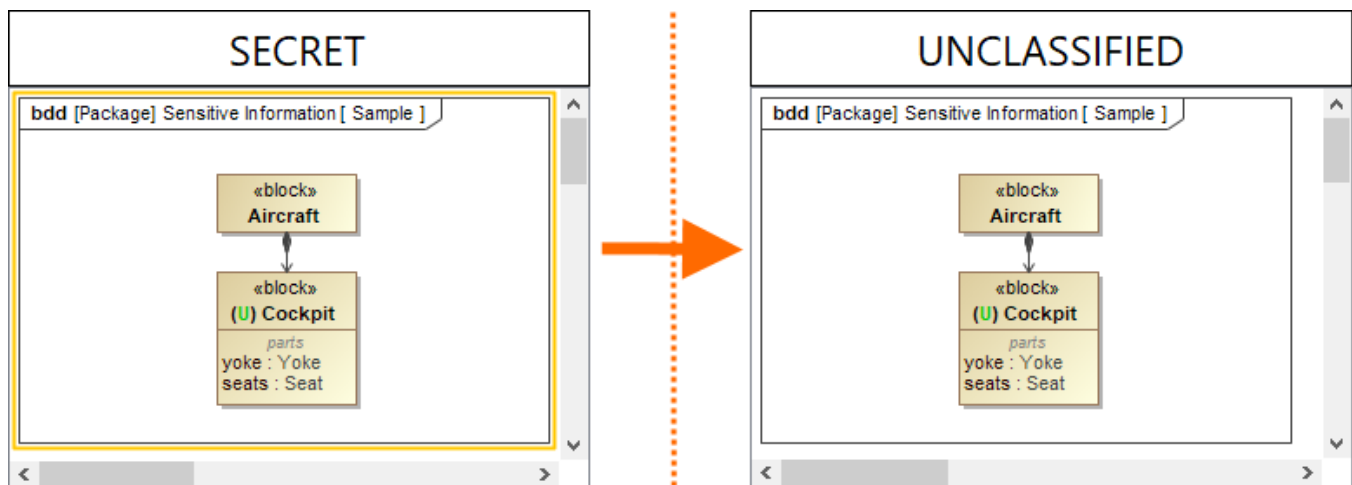 SECRET
bdd [Package] Sensitive Information [ Sample ]
«block»
Aircraft
«block»
(U) Cockpit
parts
yoke : Yoke
seats : Seat
UNCLASSIFIED
bdd [Package] Sensitive Information [ Sample ]
«block»
Aircraft
«block»
(U) Cockpit
parts
yoke : Yoke
seats : Seat